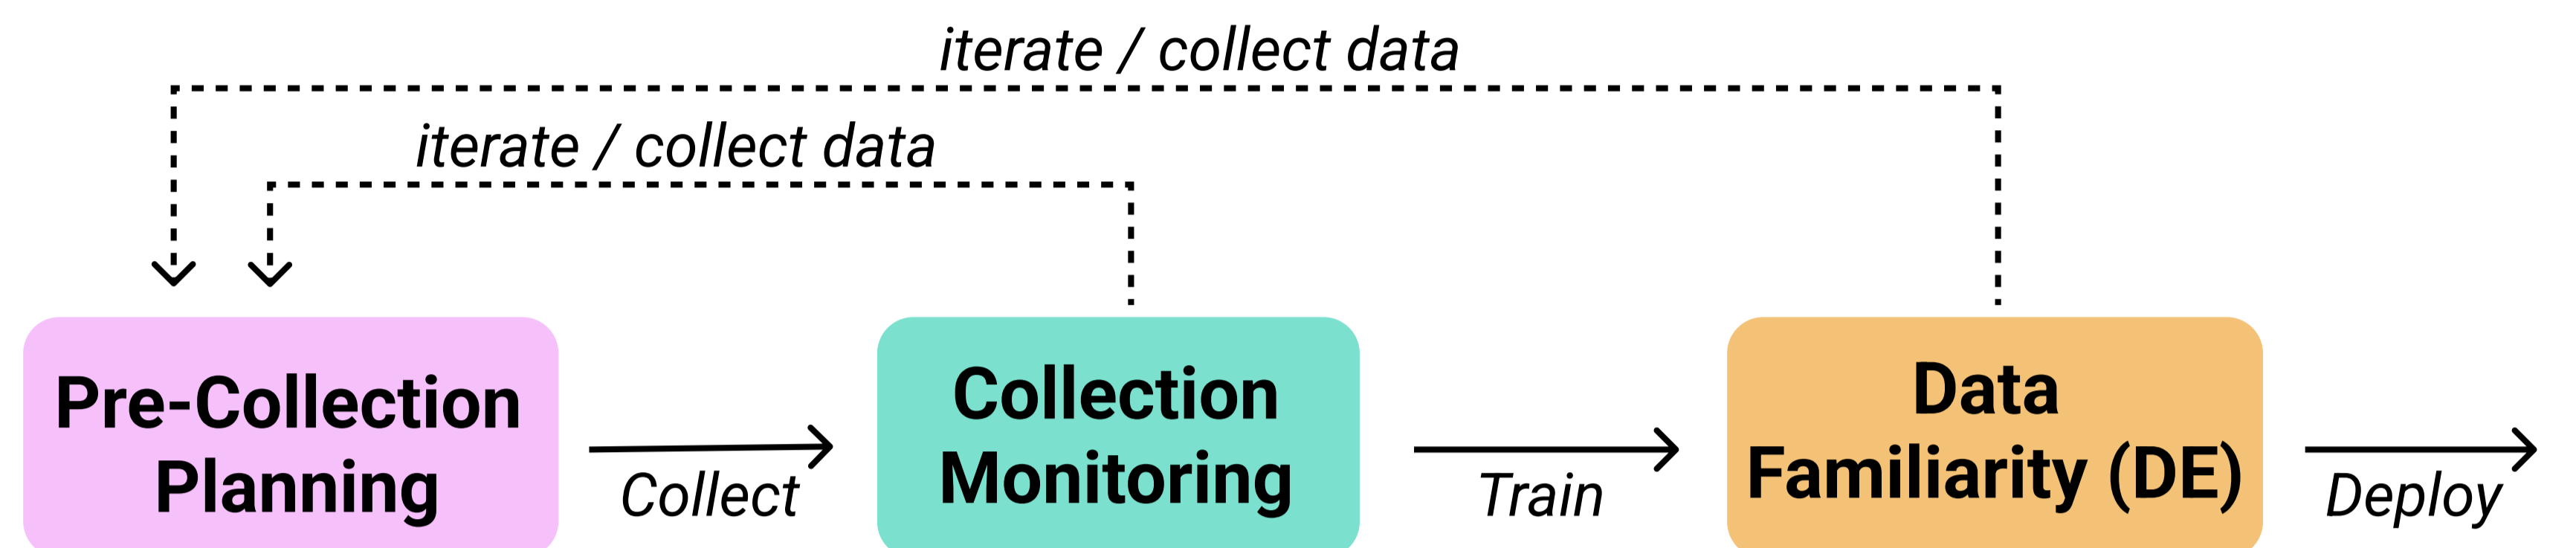 iterate / collect data
iterate / collect data
Pre-Collection
Planning
Collect
Collection
Monitoring
Train
Data
Familiarity (DE)
Deploy